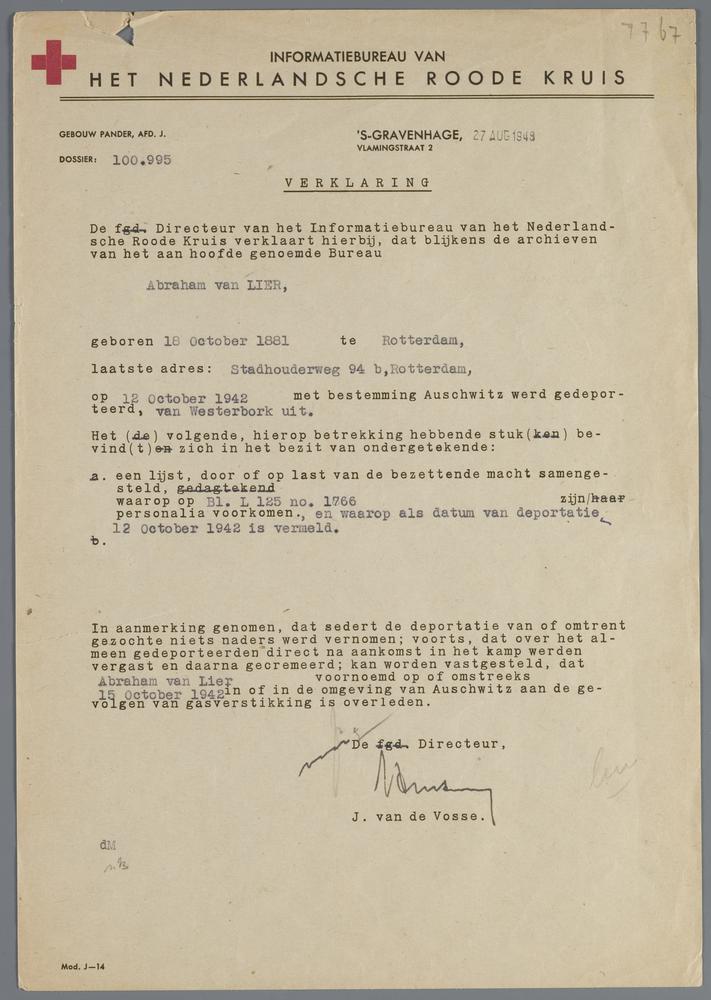 7767
INFORMATIEBUREAU VAN
HET NEDERLANDSCHE ROODE KRUIS
GEBOUW PANDER, AFD. J.
'S-GRAVENHAGE, 27 AUG 1948
VLAMINGSTRAAT 2
DOSSIER: 100.995
VERKLARING
De fgd. Directeur van het Informatiebureau van het Nederland-
sche Roode Kruis verklaart hierbij, dat blijkens de archieven
van het aan hoofde genoemde Bureau
Abraham van LIER,
geboren 18 October 1881 te Rotterdam,
laatste adres: Stadhouderweg 94 b,Rotterdam,
op 12 October 1942 met bestemming Auschwitz werd gedepor-
teerd, van Westerbork uit.
Het (de) volgende, hierop betrekking hebbende stuk(ken) be-
vind(t)en zich in het bezit van ondergetekende:
a. een lijst, door of op last van de bezettende macht samenge-
steld, gedagtekend
waarop op Bl. L 125 no. 1766 zijn/haar
personalia voorkomen., en waarop als datum van deportatie
12 October 1942 is vermeld.
b.
In aanmerking genomen, dat sedert de deportatie van of omtrent
gezochte niets naders werd vernomen; voorts, dat over het al-
meen gedeporteerden direct na aankomst in het kamp werden
vergast en daarna gecremeerd; kan worden vastgesteld, dat
Abraham van Lier voornoemd op of omstreeks
15 October 1942 in of in de omgeving van Auschwitz aan de ge-
volgen van gasverstikking is overleden.
De fgd. Directeur,
J. van de Vosse.
dM
Mod. J—14